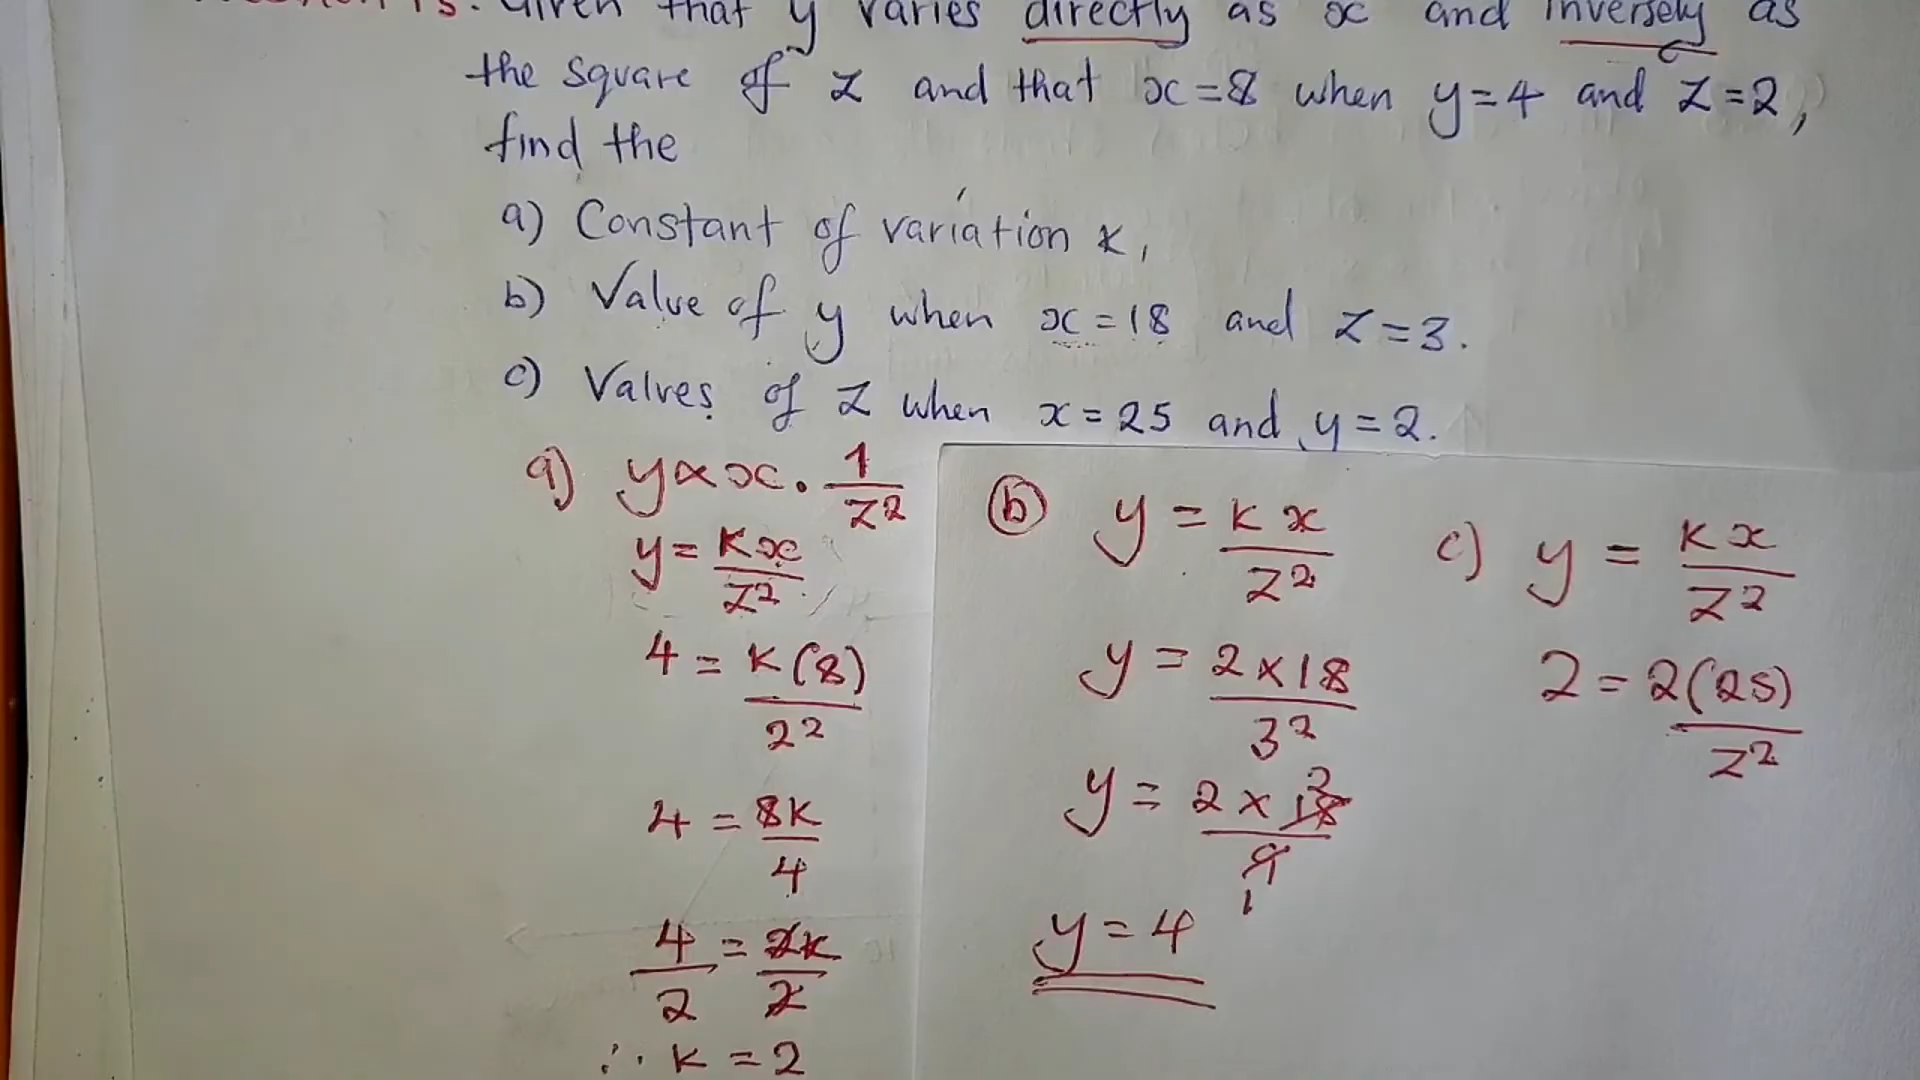 Given that y varies directly as x and inversely as
the square of z and that x=8 when y=4 and z=2,
find the
a) Constant of variation k,
b) Value of y when x=18 and z=3.
c) Values of z when x=25 and y=2.
a) y∝x. 1/z²
y = kx/z²
4 = k(8)/2²
4 = 8k/4
4/2 = 2k/2
∴ k = 2
b y = kx/z²
y = 2×18/3²
y = 2×18/9 2 1
y = 4
c) y = kx/z²
2 = 2(25)/z²